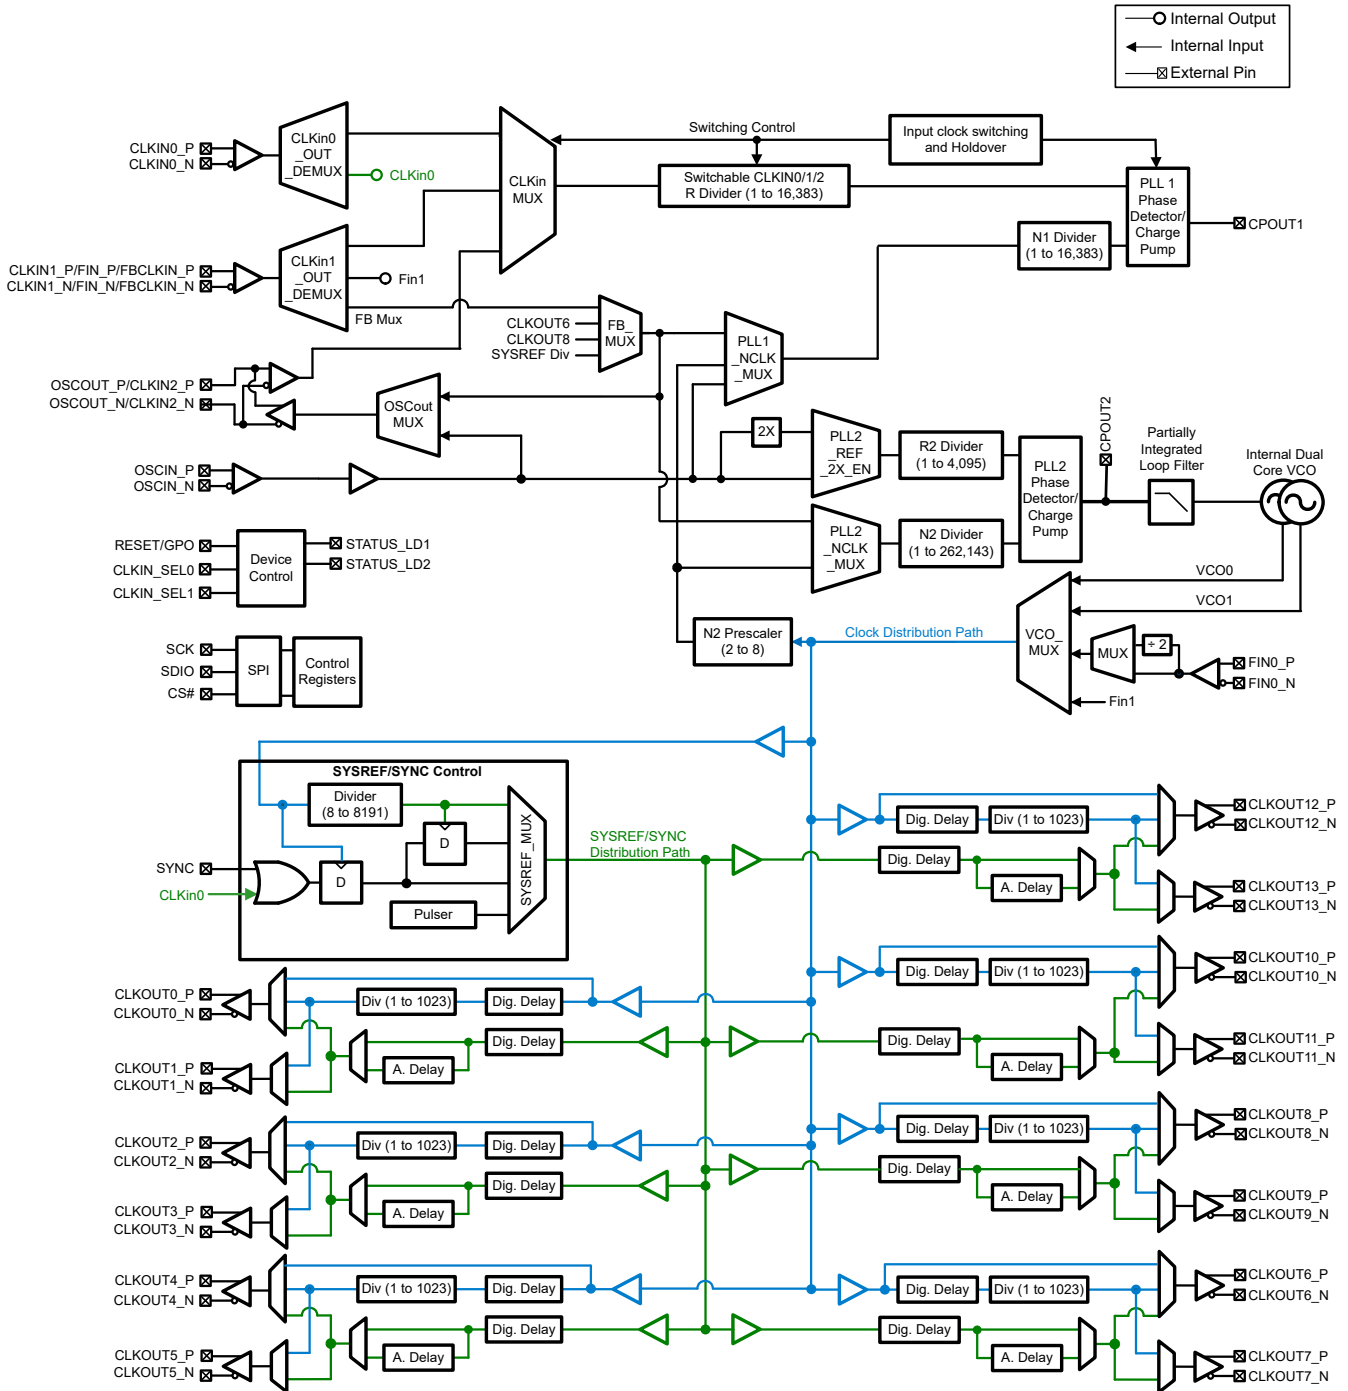 Internal Output
Internal Input
External Pin
CLKIN0_P
CLKIN0_N
CLKin0
_OUT
_DEMUX
CLKin0
CLKin
MUX
Switching Control
Input clock switching
and Holdover
Switchable CLKIN0/1/2
R Divider (1 to 16,383)
PLL 1
Phase
Detector/
Charge
Pump
CPOUT1
N1 Divider
(1 to 16,383)
CLKIN1_P/FIN_P/FBCLKIN_P
CLKIN1_N/FIN_N/FBCLKIN_N
CLKin1
_OUT
_DEMUX
Fin1
FB Mux
CLKOUT6
CLKOUT8
SYSREF Div
FB_
MUX
PLL1
_NCLK
_MUX
OSCOUT_P/CLKIN2_P
OSCOUT_N/CLKIN2_N
OSCout
MUX
OSCIN_P
OSCIN_N
2X
PLL2
_REF
_2X_EN
R2 Divider
(1 to 4,095)
PLL2
Phase
Detector/
Charge
Pump
CPOUT2
Partially
Integrated
Loop Filter
Internal Dual
Core VCO
PLL2
_NCLK
_MUX
N2 Divider
(1 to 262,143)
RESET/GPO
CLKIN_SEL0
CLKIN_SEL1
Device
Control
STATUS_LD1
STATUS_LD2
SCK
SDIO
CS#
SPI
Control
Registers
N2 Prescaler
(2 to 8)
Clock Distribution Path
VCO_
MUX
VCO0
VCO1
MUX
÷ 2
FIN0_P
FIN0_N
Fin1
SYSREF/SYNC Control
Divider
(8 to 8191)
D
D
SYNC
CLKin0
Pulser
SYSREF_MUX
SYSREF/SYNC
Distribution Path
Dig. Delay
Div (1 to 1023)
Dig. Delay
A. Delay
CLKOUT12_P
CLKOUT12_N
CLKOUT13_P
CLKOUT13_N
Dig. Delay
Div (1 to 1023)
Dig. Delay
A. Delay
CLKOUT10_P
CLKOUT10_N
CLKOUT11_P
CLKOUT11_N
CLKOUT0_P
CLKOUT0_N
CLKOUT1_P
CLKOUT1_N
Div (1 to 1023)
Dig. Delay
Dig. Delay
A. Delay
Dig. Delay
Div (1 to 1023)
Dig. Delay
A. Delay
CLKOUT8_P
CLKOUT8_N
CLKOUT9_P
CLKOUT9_N
CLKOUT2_P
CLKOUT2_N
CLKOUT3_P
CLKOUT3_N
Div (1 to 1023)
Dig. Delay
Dig. Delay
A. Delay
CLKOUT4_P
CLKOUT4_N
CLKOUT5_P
CLKOUT5_N
Div (1 to 1023)
Dig. Delay
Dig. Delay
A. Delay
Dig. Delay
Div (1 to 1023)
Dig. Delay
A. Delay
CLKOUT6_P
CLKOUT6_N
CLKOUT7_P
CLKOUT7_N